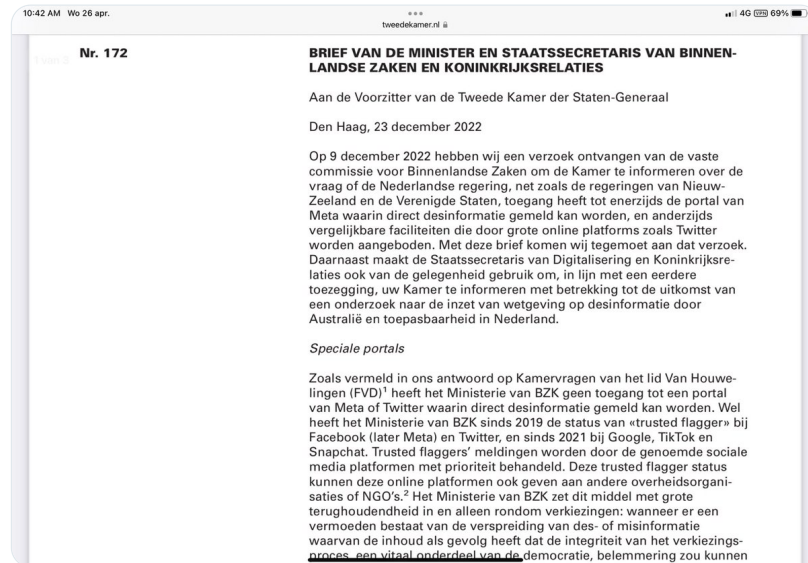 10:42 AM Wo 26 apr.
4G VPN 69%
tweedekamer.nl
Nr. 172
BRIEF VAN DE MINISTER EN STAATSSECRETARIS VAN BINNEN-
LANDSE ZAKEN EN KONINKRIJKSRELATIES
Aan de Voorzitter van de Tweede Kamer der Staten-Generaal
Den Haag, 23 december 2022
Op 9 december 2022 hebben wij een verzoek ontvangen van de vaste
commissie voor Binnenlandse Zaken om de Kamer te informeren over de
vraag of de Nederlandse regering, net zoals de regeringen van Nieuw-
Zeeland en de Verenigde Staten, toegang heeft tot enerzijds de portal van
Meta waarin direct desinformatie gemeld kan worden, en anderzijds
vergelijkbare faciliteiten die door grote online platforms zoals Twitter
worden aangeboden. Met deze brief komen wij tegemoet aan dat verzoek.
Daarnaast maakt de Staatssecretaris van Digitalisering en Koninkrijksre-
laties ook van de gelegenheid gebruik om, in lijn met een eerdere
toezegging, uw Kamer te informeren met betrekking tot de uitkomst van
een onderzoek naar de inzet van wetgeving op desinformatie door
Australië en toepasbaarheid in Nederland.
Speciale portals
Zoals vermeld in ons antwoord op Kamervragen van het lid Van Houwe-
lingen (FVD)1 heeft het Ministerie van BZK geen toegang tot een portal
van Meta of Twitter waarin direct desinformatie gemeld kan worden. Wel
heeft het Ministerie van BZK sinds 2019 de status van «trusted flagger» bij
Facebook (later Meta) en Twitter, en sinds 2021 bij Google, TikTok en
Snapchat. Trusted flaggers’ meldingen worden door de genoemde sociale
media platformen met prioriteit behandeld. Deze trusted flagger status
kunnen deze online platformen ook geven aan andere overheidsorgani-
saties of NGO’s.2 Het Ministerie van BZK zet dit middel met grote
terughoudendheid in en alleen rondom verkiezingen: wanneer er een
vermoeden bestaat van de verspreiding van des- of misinformatie
waarvan de inhoud als gevolg heeft dat de integriteit van het verkiezings-
proces, een vitaal onderdeel van de democratie, belemmering zou kunnen